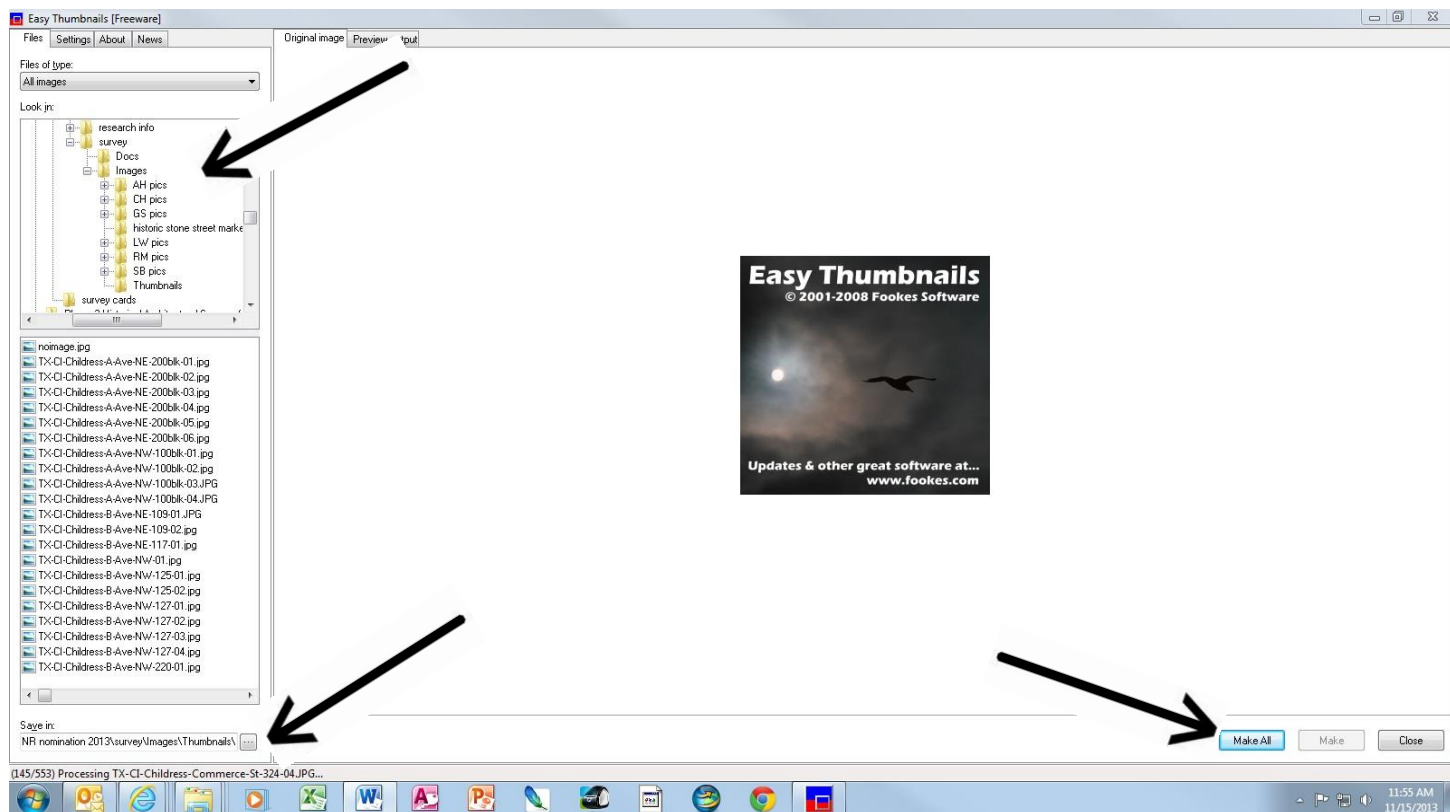 Easy Thumbnails [Freeware]
Files Settings About News
Original image Preview
Files of type:
All images
Look in:
research info
survey
Docs
Images
AH pics
CH pics
GS pics
historic stone street marke
LW pics
RM pics
SB pics
Thumbnails
survey cards
noimage.jpg
TX-CI-Childress-A-Ave-NE-200blk-01.jpg
TX-CI-Childress-A-Ave-NE-200blk-02.jpg
TX-CI-Childress-A-Ave-NE-200blk-03.jpg
TX-CI-Childress-A-Ave-NE-200blk-04.jpg
TX-CI-Childress-A-Ave-NE-200blk-05.jpg
TX-CI-Childress-A-Ave-NE-200blk-06.jpg
TX-CI-Childress-A-Ave-NW-100blk-01.jpg
TX-CI-Childress-A-Ave-NW-100blk-02.jpg
TX-CI-Childress-A-Ave-NW-100blk-03.JPG
TX-CI-Childress-A-Ave-NW-100blk-04.JPG
TX-CI-Childress-B-Ave-NE-109-01.JPG
TX-CI-Childress-B-Ave-NE-109-02.jpg
TX-CI-Childress-B-Ave-NE-117-01.jpg
TX-CI-Childress-B-Ave-NW-01.jpg
TX-CI-Childress-B-Ave-NW-125-01.jpg
TX-CI-Childress-B-Ave-NW-125-02.jpg
TX-CI-Childress-B-Ave-NW-127-01.jpg
TX-CI-Childress-B-Ave-NW-127-02.jpg
TX-CI-Childress-B-Ave-NW-127-03.jpg
TX-CI-Childress-B-Ave-NW-127-04.jpg
TX-CI-Childress-B-Ave-NW-220-01.jpg
Easy Thumbnails
© 2001-2008 Fookes Software
Updates & other great software at...
www.fookes.com
Save in:
NR nomination 2013\survey\Images\Thumbnails\ ...
Make All Make Close
(145/553) Processing TX-CI-Childress-Commerce-St-324-04.JPG...
11:55 AM